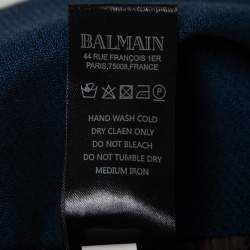 BALMAIN
44 RUE FRANÇOIS 1ER
PARIS,75008,FRANCE
HAND WASH COLD
DRY CLAEN ONLY
DO NOT BLEACH
DO NOT TUMBLE DRY
MEDIUM IRON